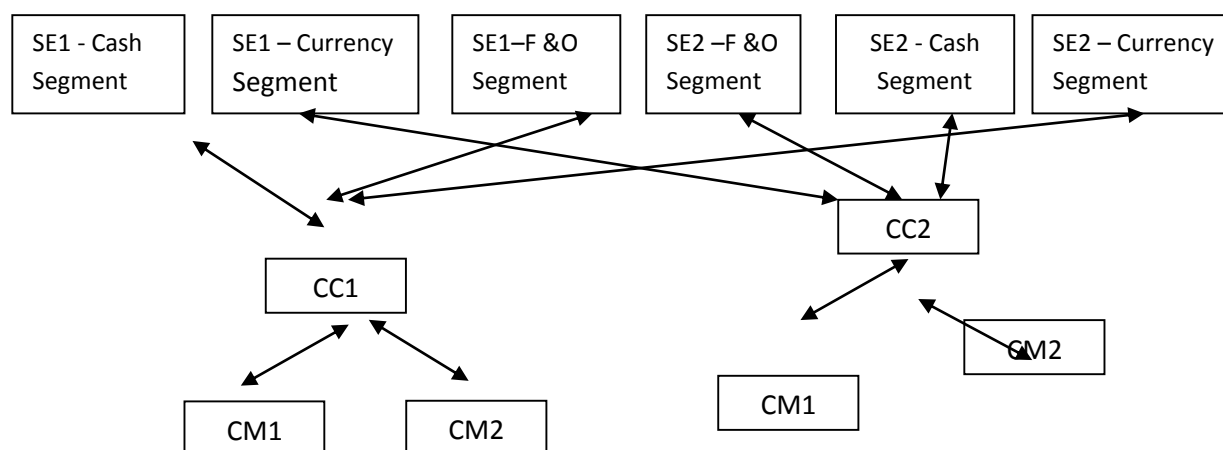 SE1 - Cash
Segment
SE1 – Currency
Segment
SE1–F &O
Segment
SE2 –F &O
Segment
SE2 - Cash
Segment
SE2 – Currency
Segment
CC2
CC1
CM2
CM1
CM1
CM2